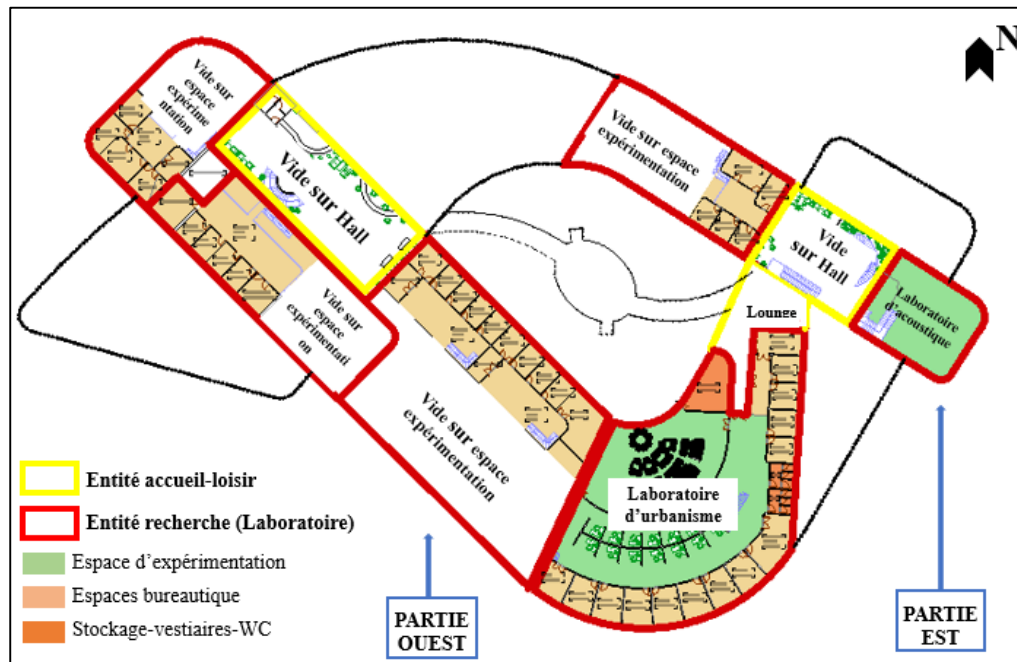 N
Vide sur
espace
expérime
ntation
Vide sur Hall
Vide sur espace
expérimentation
Vide
sur Hall
Laboratoire
d'acoustique
Vide sur
espace
expérimentati
on
Lounge
Vide sur espace
expérimentation
Laboratoire
d'urbanisme
Entité accueil-loisir
Entité recherche (Laboratoire)
Espace d'expérimentation
Espaces bureautique
Stockage-vestiaires-WC
PARTIE
OUEST
PARTIE
EST